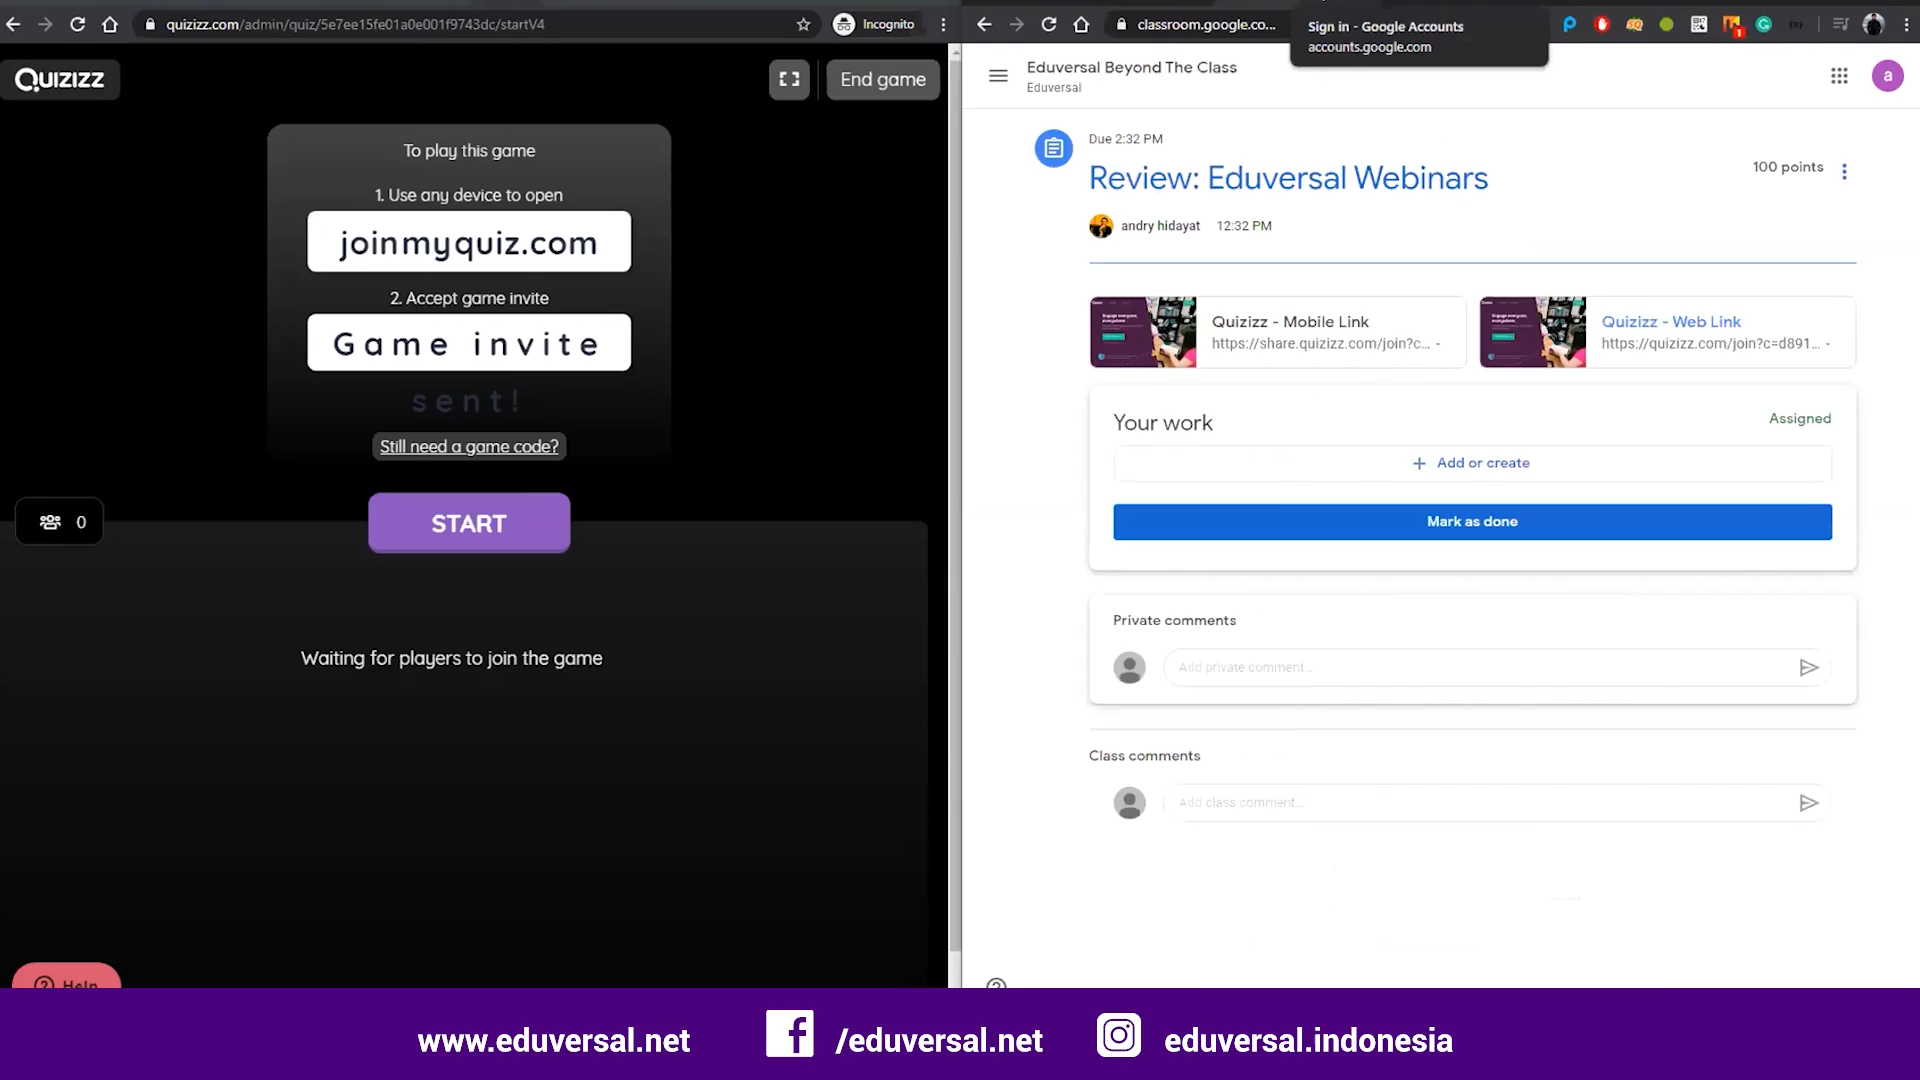 quizizz.com/admin/quiz/5e7ee15fe01a0e001f9743dc/startV4
Incognito
Quizizz
End game
To play this game
1. Use any device to open
joinmyquiz.com
2. Accept game invite
Game invite
sent!
Still need a game code?
0
START
Waiting for players to join the game
Help
classroom.google.co...
Sign in - Google Accounts
accounts.google.com
1
Eduversal Beyond The Class
Eduversal
a
Due 2:32 PM
Review: Eduversal Webinars
100 points
andry hidayat 12:32 PM
Quizizz - Mobile Link
https://share.quizizz.com/join?c... -
Quizizz - Web Link
https://quizizz.com/join?c=d891... -
Your work
Assigned
+ Add or create
Mark as done
Private comments
Add private comment...
Class comments
Add class comment...
www.eduversal.net
/eduversal.net
eduversal.indonesia